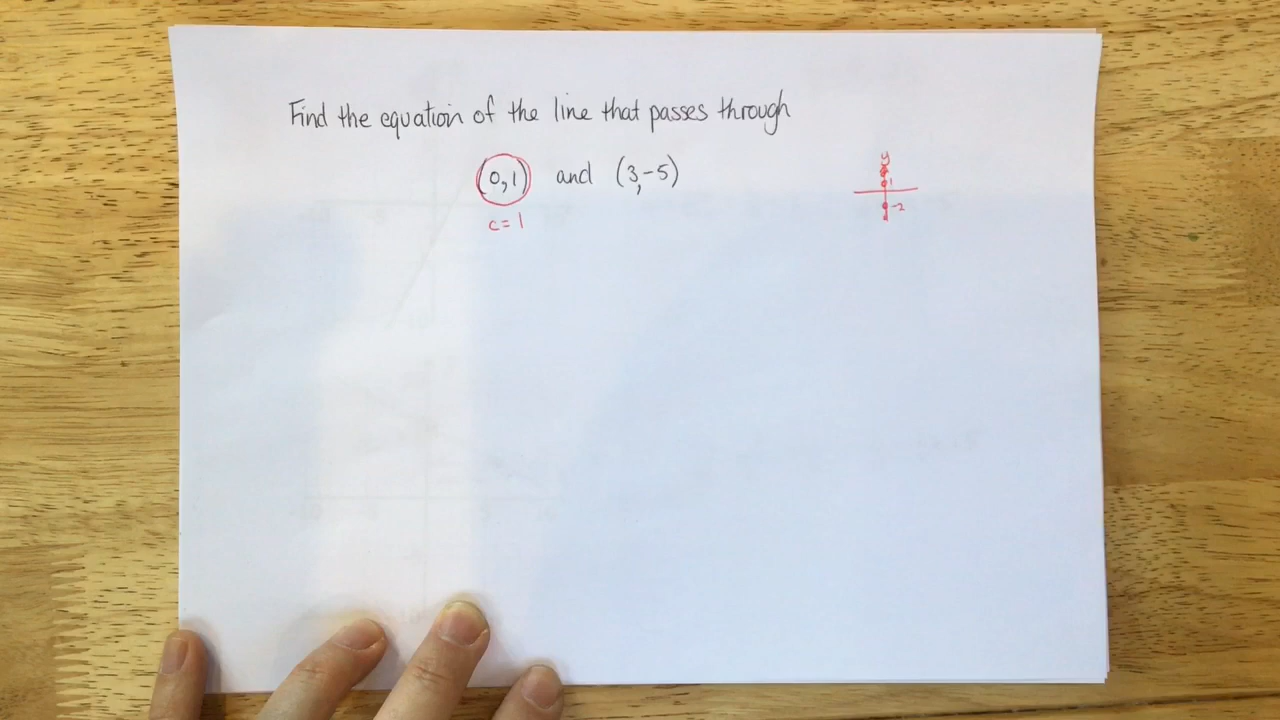 Find the equation of the line that passes through
(0,1) and (3,-5)
c=1
y
1
-2